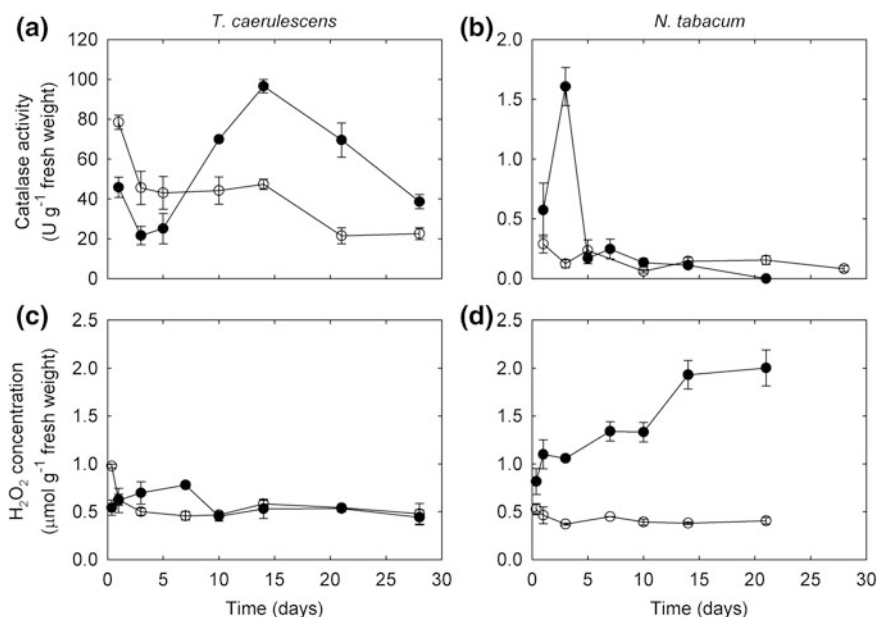 T. caerulescens
N. tabacum
(a)
(b)
120
100
80
60
40
20
0
Catalase activity
(U g⁻¹ fresh weight)
2.0
1.5
1.0
0.5
0.0
(c)
(d)
2.5
2.0
1.5
1.0
0.5
0.0
H₂O₂ concentration
(μmol g⁻¹ fresh weight)
2.5
2.0
1.5
1.0
0.5
0.0
0 5 10 15 20 25 30
0 5 10 15 20 25 30
Time (days)
Time (days)